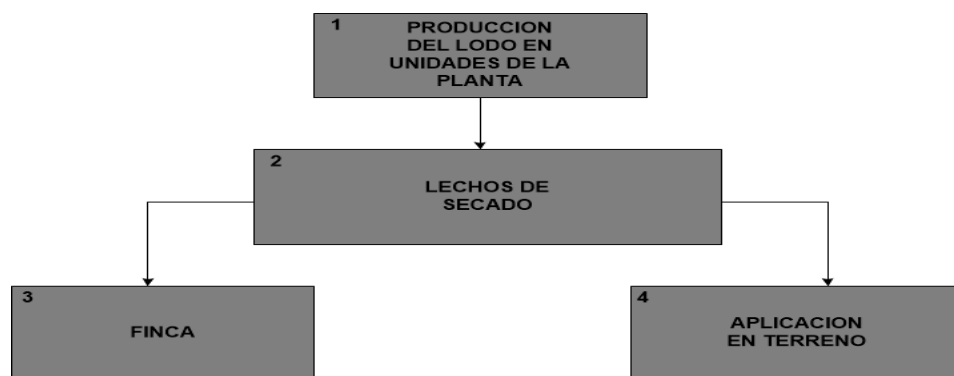 1
PRODUCCION
DEL LODO EN
UNIDADES DE LA
PLANTA
2
LECHOS DE
SECADO
3
FINCA
4
APLICACION
EN TERRENO